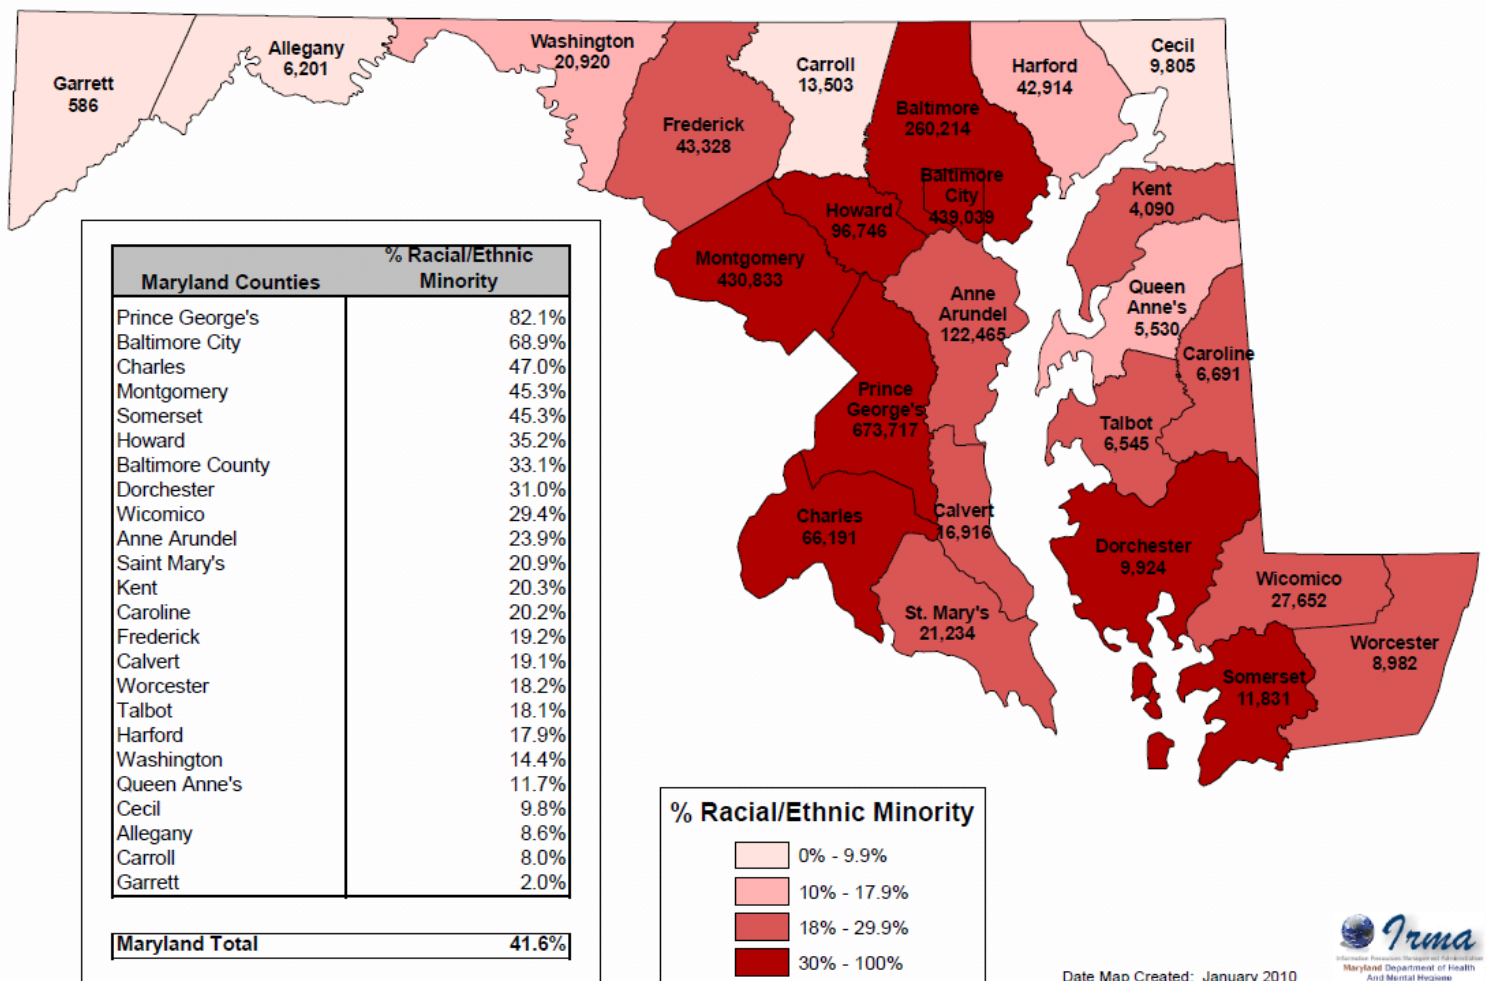 Garrett
586
Allegany
6,201
Washington
20,920
Frederick
43,328
Carroll
13,503
Baltimore
260,214
Baltimore
City
439,039
Harford
42,914
Cecil
9,805
Howard
96,746
Montgomery
430,833
Anne
Arundel
122,465
Prince
George's
673,717
Charles
66,191
Calvert
16,916
St. Mary's
21,234
Kent
4,090
Queen
Anne's
5,530
Caroline
6,691
Talbot
6,545
Dorchester
9,924
Wicomico
27,652
Worcester
8,982
Somerset
11,831
% Racial/Ethnic
Maryland Counties Minority
Prince George's 82.1%
Baltimore City 68.9%
Charles 47.0%
Montgomery 45.3%
Somerset 45.3%
Howard 35.2%
Baltimore County 33.1%
Dorchester 31.0%
Wicomico 29.4%
Anne Arundel 23.9%
Saint Mary's 20.9%
Kent 20.3%
Caroline 20.2%
Frederick 19.2%
Calvert 19.1%
Worcester 18.2%
Talbot 18.1%
Harford 17.9%
Washington 14.4%
Queen Anne's 11.7%
Cecil 9.8%
Allegany 8.6%
Carroll 8.0%
Garrett 2.0%
Maryland Total 41.6%
% Racial/Ethnic Minority
0% - 9.9%
10% - 17.9%
18% - 29.9%
30% - 100%
Irma
Information Resources Management Administration
Maryland Department of Health
And Mental Hygiene
Date Map Created: January 2010